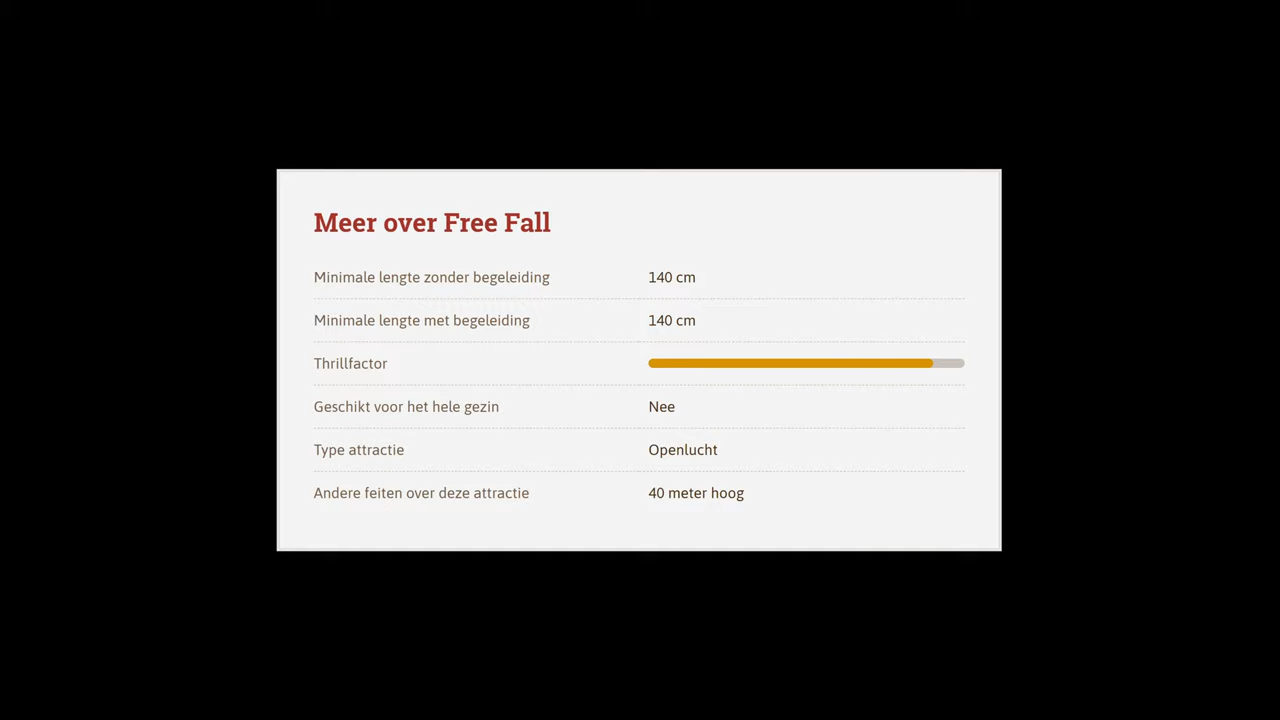 Meer over Free Fall
Minimale lengte zonder begeleiding 140 cm
Minimale lengte met begeleiding 140 cm
Thrillfactor
Geschikt voor het hele gezin Nee
Type attractie Openlucht
Andere feiten over deze attractie 40 meter hoog